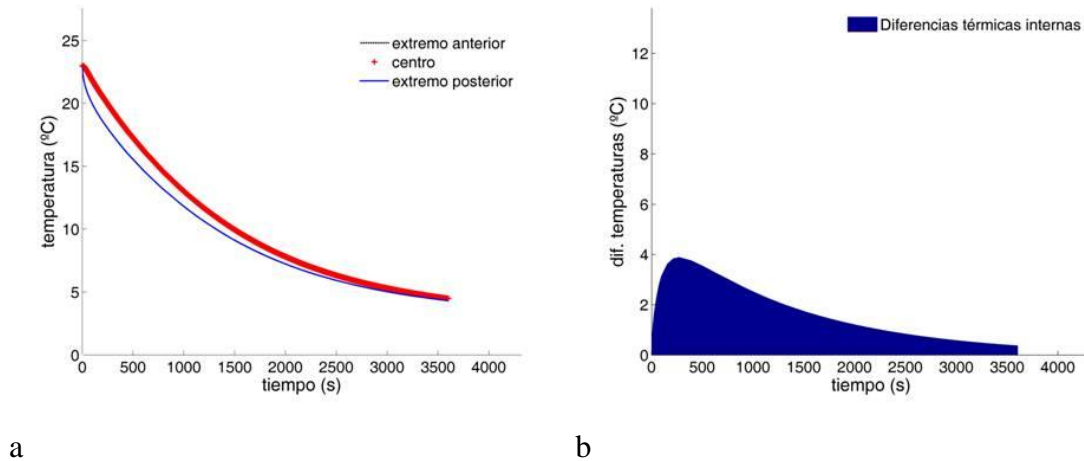 25
20
15
10
5
0
temperatura (ºC)
extremo anterior
centro
extremo posterior
0 500 1000 1500 2000 2500 3000 3500 4000
tiempo (s)
a
12
10
8
6
4
2
0
dif. temperaturas (ºC)
Diferencias térmicas internas
0 500 1000 1500 2000 2500 3000 3500 4000
tiempo (s)
b